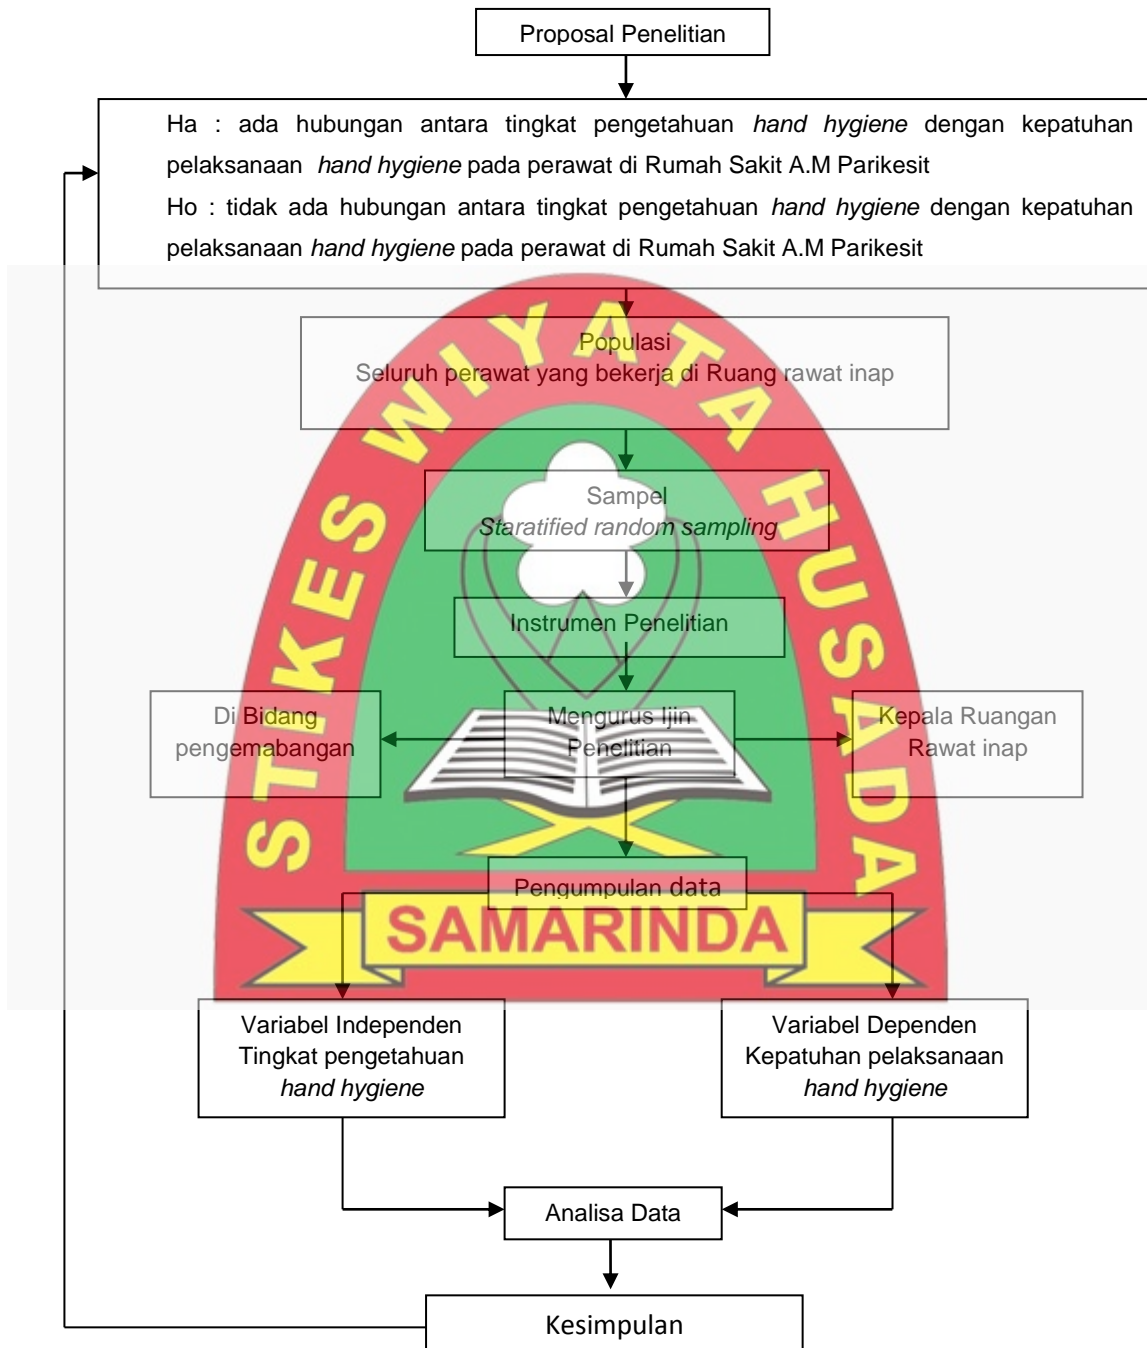 Proposal Penelitian
Ha : ada hubungan antara tingkat pengetahuan hand hygiene dengan kepatuhan
pelaksanaan hand hygiene pada perawat di Rumah Sakit A.M Parikesit
Ho : tidak ada hubungan antara tingkat pengetahuan hand hygiene dengan kepatuhan
pelaksanaan hand hygiene pada perawat di Rumah Sakit A.M Parikesit
Populasi
Seluruh perawat yang bekerja di Ruang rawat inap
Sampel
Staratified random sampling
Instrumen Penelitian
Di Bidang
pengemabangan
Mengurus Ijin
Penelitian
Kepala Ruangan
Rawat inap
Pengumpulan data
STIKES WIYATA HUSADA
SAMARINDA
Variabel Independen
Tingkat pengetahuan
hand hygiene
Variabel Dependen
Kepatuhan pelaksanaan
hand hygiene
Analisa Data
Kesimpulan